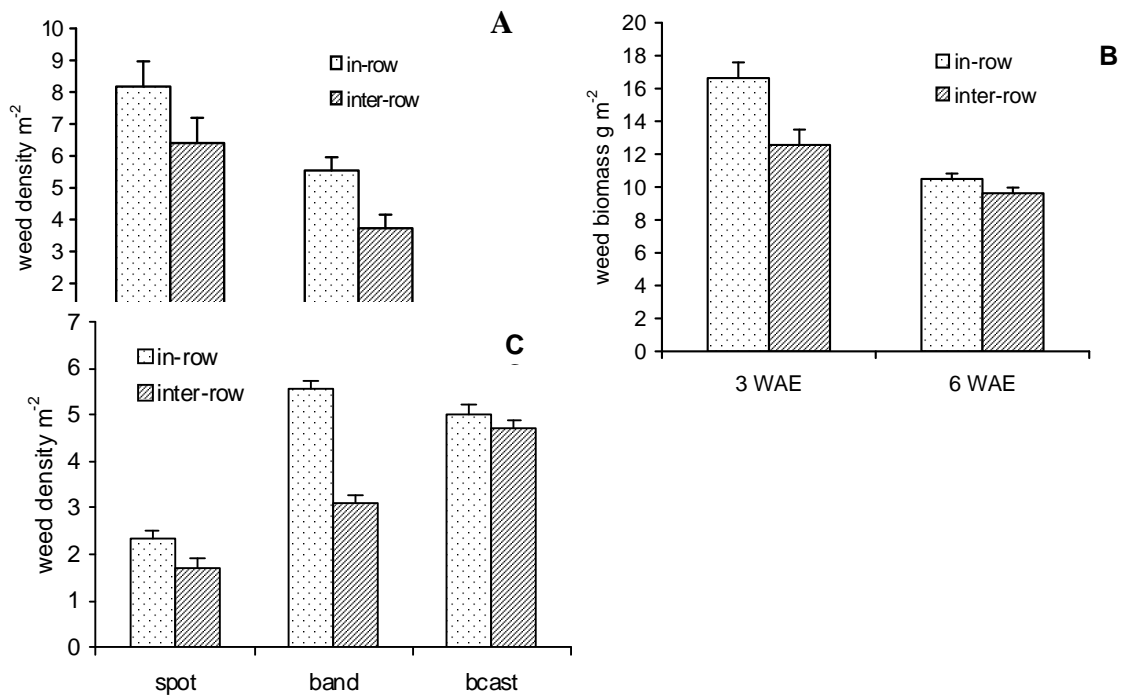 A
10
9
8
7
6
5
4
3
2
weed density m-2
in-row
inter-row
B
20
18
16
14
12
10
8
6
4
2
0
weed biomass g m-2
in-row
inter-row
3 WAE 6 WAE
C
7
6
5
4
3
2
1
0
weed density m-2
in-row
inter-row
spot band bcast